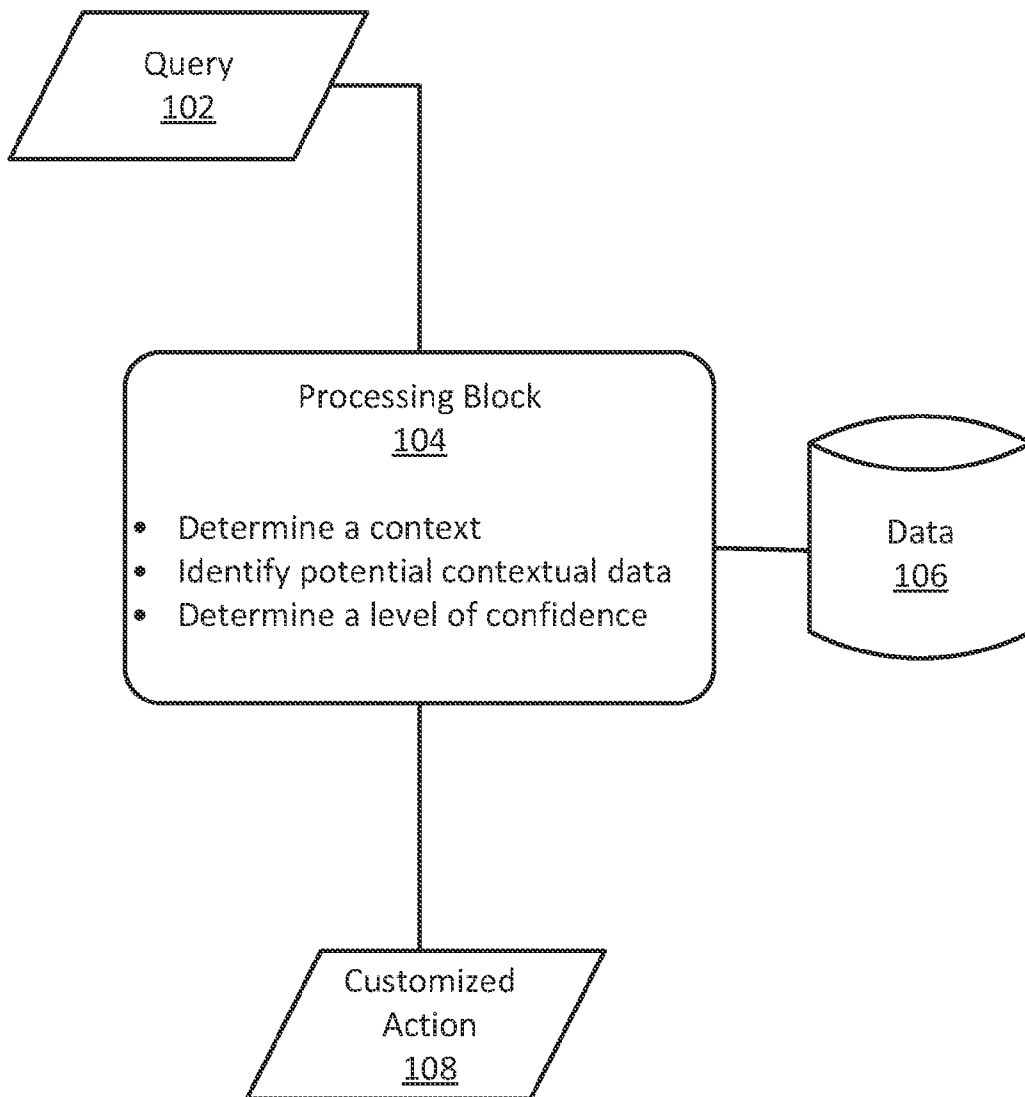 Query
102
Processing Block
104
• Determine a context
• Identify potential contextual data
• Determine a level of confidence
Data
106
Customized
Action
108